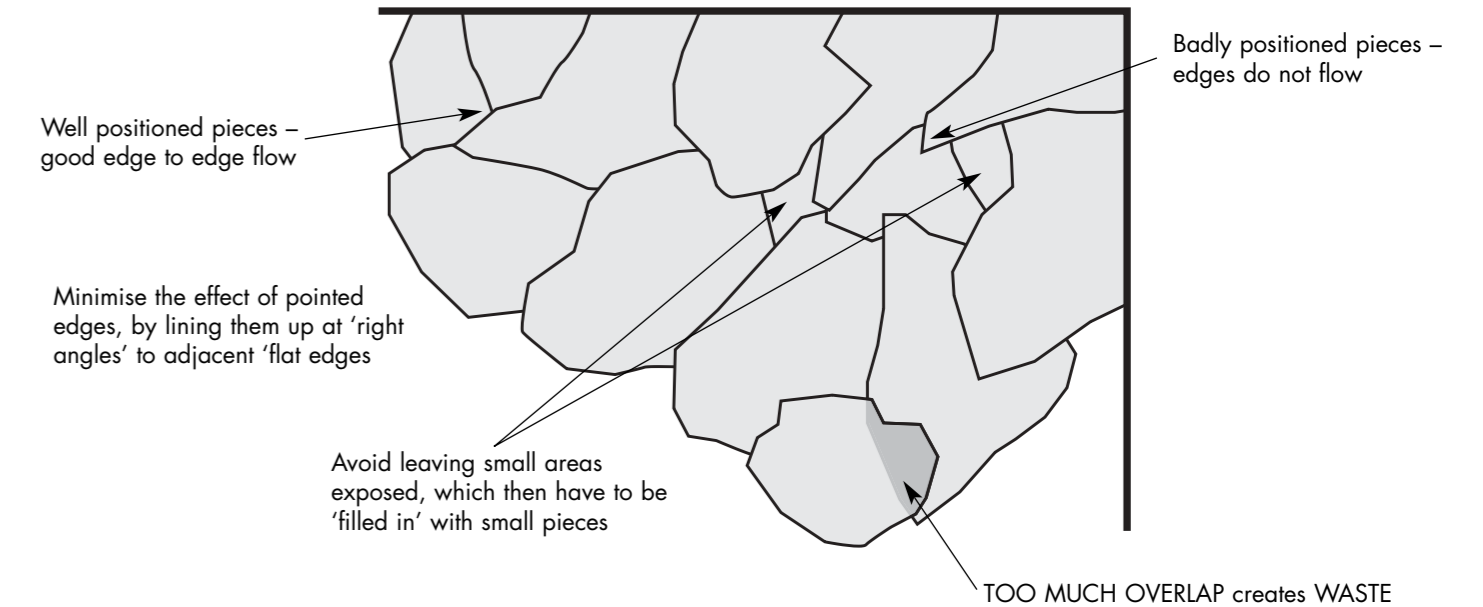 Badly positioned pieces –
edges do not flow
Well positioned pieces –
good edge to edge flow
Minimise the effect of pointed
edges, by lining them up at ‘right
angles’ to adjacent ‘flat edges
Avoid leaving small areas
exposed, which then have to be
‘filled in’ with small pieces
TOO MUCH OVERLAP creates WASTE